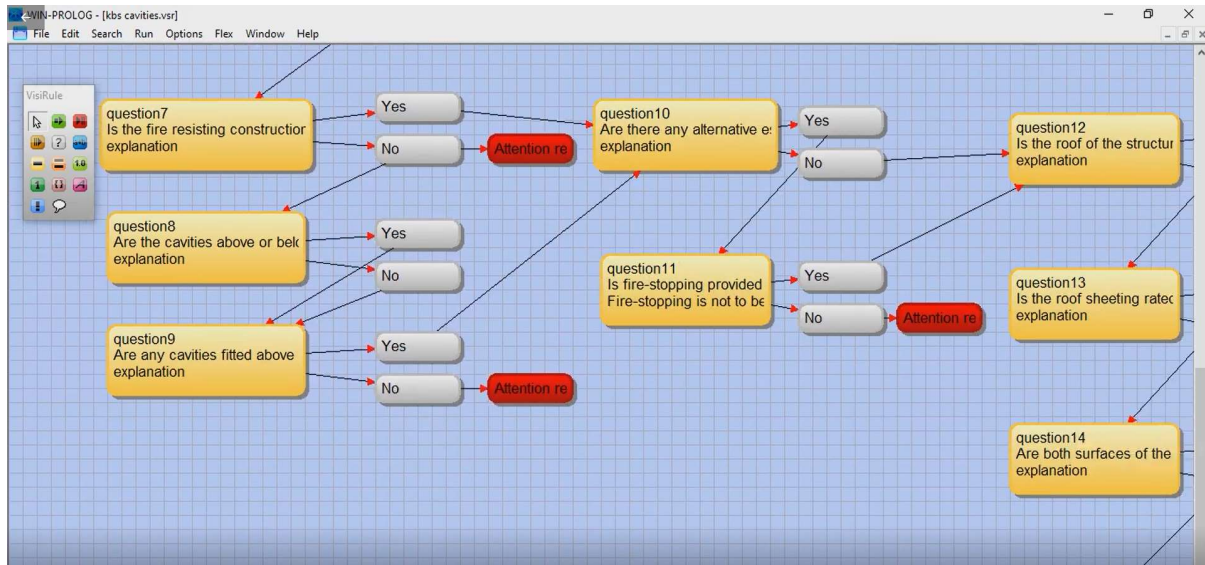 WIN-PROLOG - [kbs cavities.vsr]
File Edit Search Run Options Flex Window Help
VisiRule
question7
Is the fire resisting construction
explanation
Yes
No
Attention re
question8
Are the cavities above or belo
explanation
Yes
No
question9
Are any cavities fitted above
explanation
Yes
No
Attention re
question10
Are there any alternative es
explanation
Yes
No
question11
Is fire-stopping provided
Fire-stopping is not to be
Yes
No
Attention re
question12
Is the roof of the structur
explanation
question13
Is the roof sheeting rated
explanation
question14
Are both surfaces of the
explanation